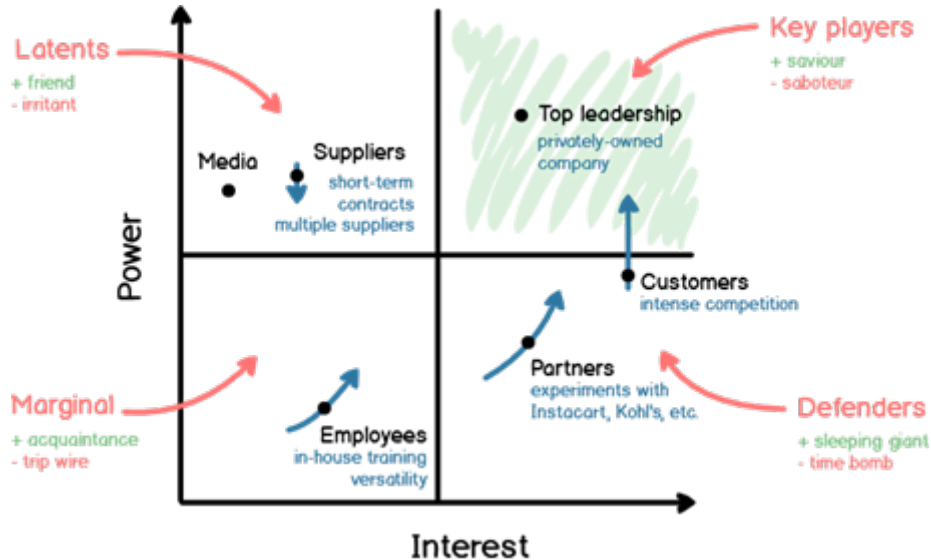 Latents
+ friend
- irritant
Key players
+ saviour
- saboteur
Top leadership
privately-owned
company
Media
Suppliers
short-term
contracts
multiple suppliers
Power
Customers
intense competition
Partners
experiments with
Instacart, Kohl's, etc.
Marginal
+ acquaintance
- trip wire
Employees
in-house training
versatility
Defenders
+ sleeping giant
- time bomb
Interest